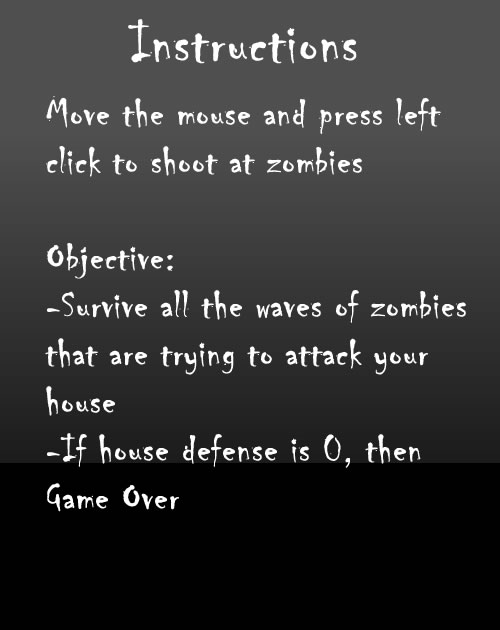 Instructions
Move the mouse and press left
click to shoot at zombies
Objective:
-Survive all the waves of zombies
that are trying to attack your
house
-If house defense is 0, then
Game Over